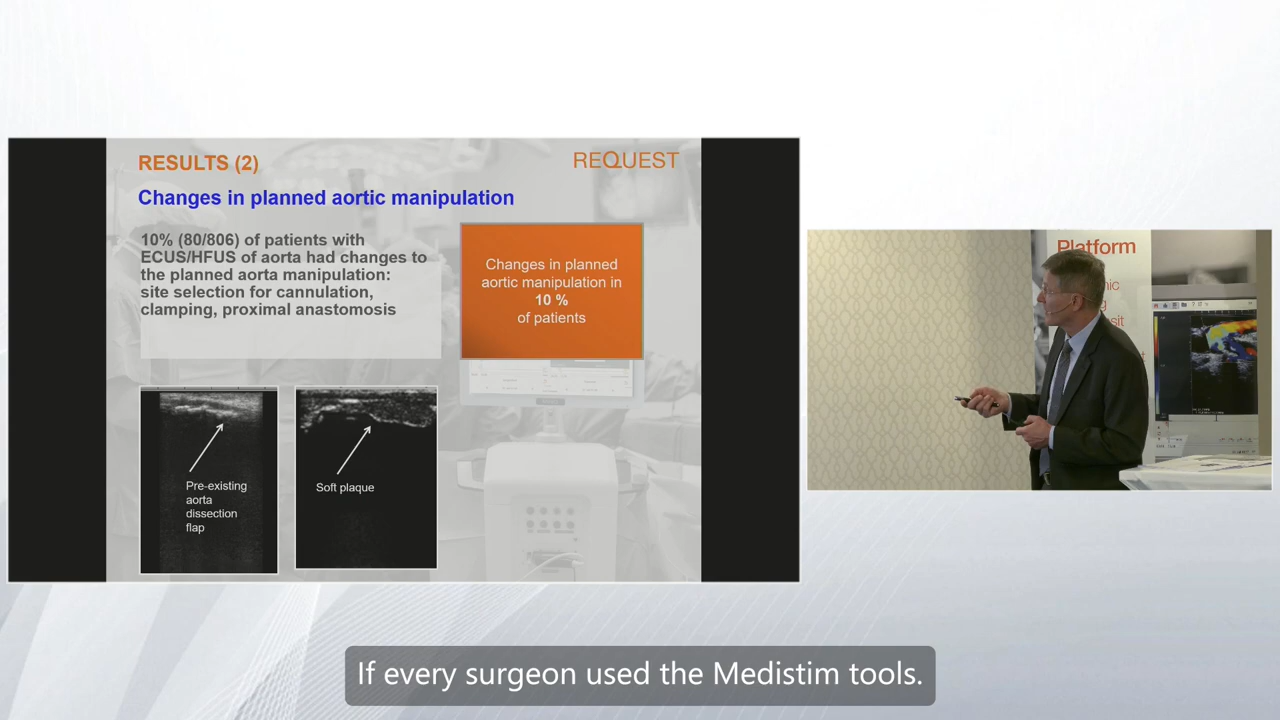 RESULTS (2)
REQUEST
Changes in planned aortic manipulation
10% (80/806) of patients with
ECUS/HFUS of aorta had changes to
the planned aorta manipulation:
site selection for cannulation,
clamping, proximal anastomosis
Changes in planned
aortic manipulation in
10 %
of patients
Pre-existing
aorta
dissection
flap
Soft plaque
Platform
If every surgeon used the Medistim tools.